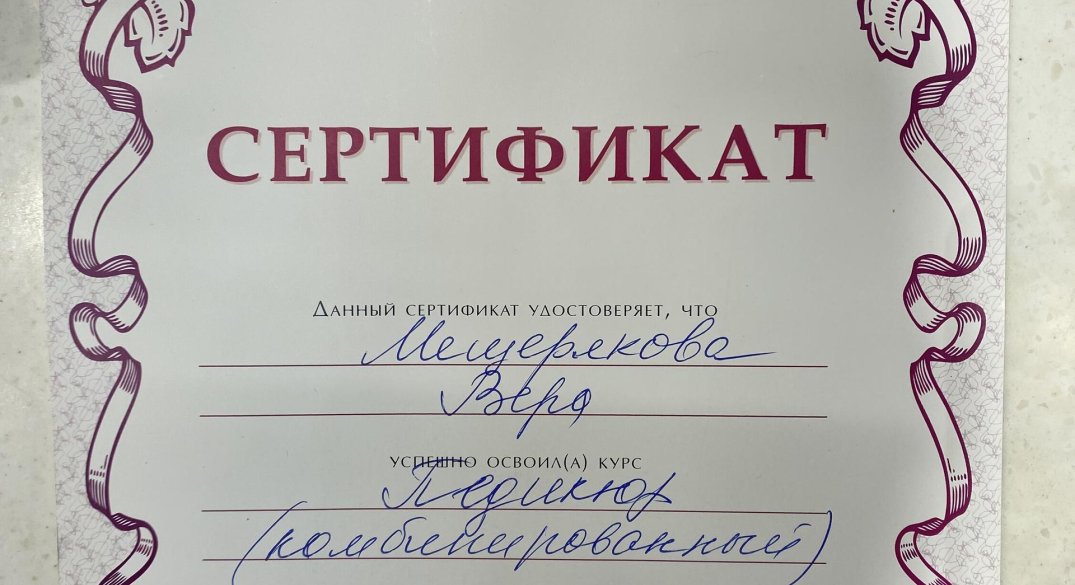 СЕРТИФИКАТ
Данный сертификат удостоверяет, что
Мещерякова
Вера
успешно освоил(а) курс
Педикюр
(комбинированный)